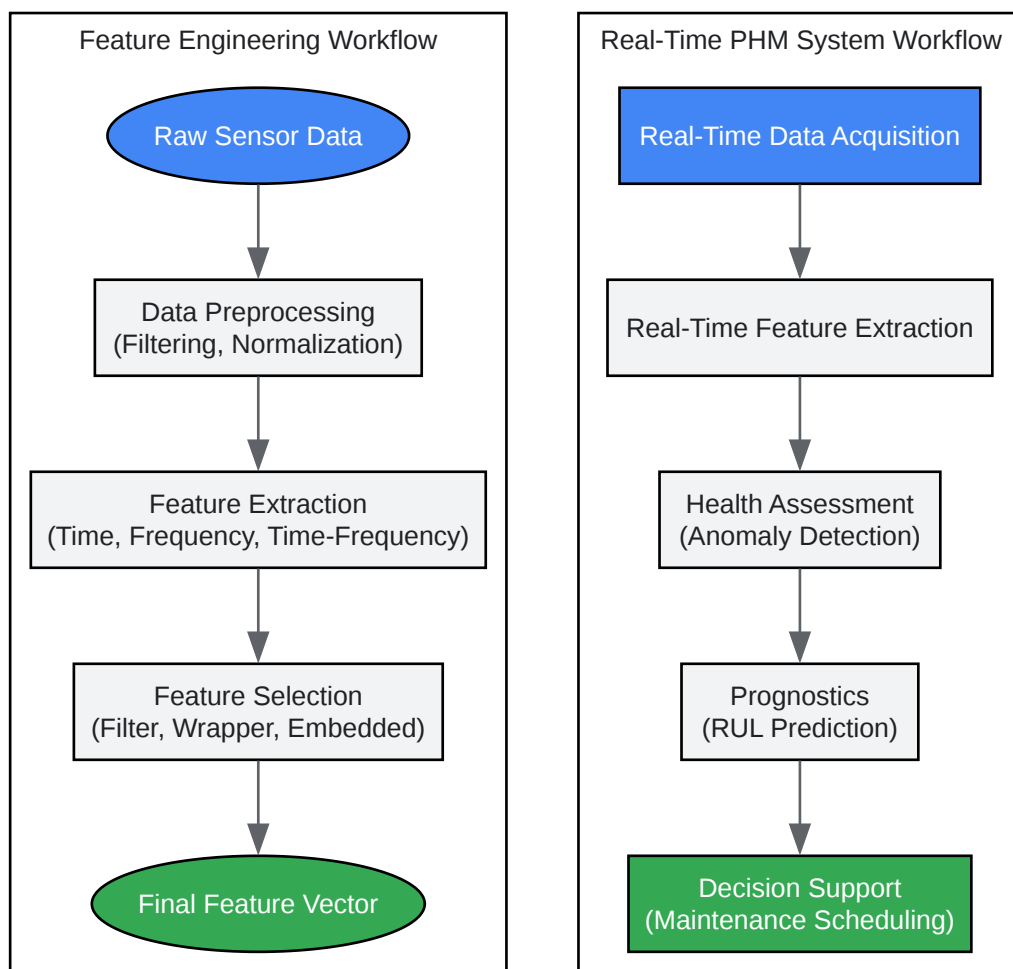 Feature Engineering Workflow
Raw Sensor Data
Data Preprocessing
(Filtering, Normalization)
Feature Extraction
(Time, Frequency, Time-Frequency)
Feature Selection
(Filter, Wrapper, Embedded)
Final Feature Vector
Real-Time PHM System Workflow
Real-Time Data Acquisition
Real-Time Feature Extraction
Health Assessment
(Anomaly Detection)
Prognostics
(RUL Prediction)
Decision Support
(Maintenance Scheduling)